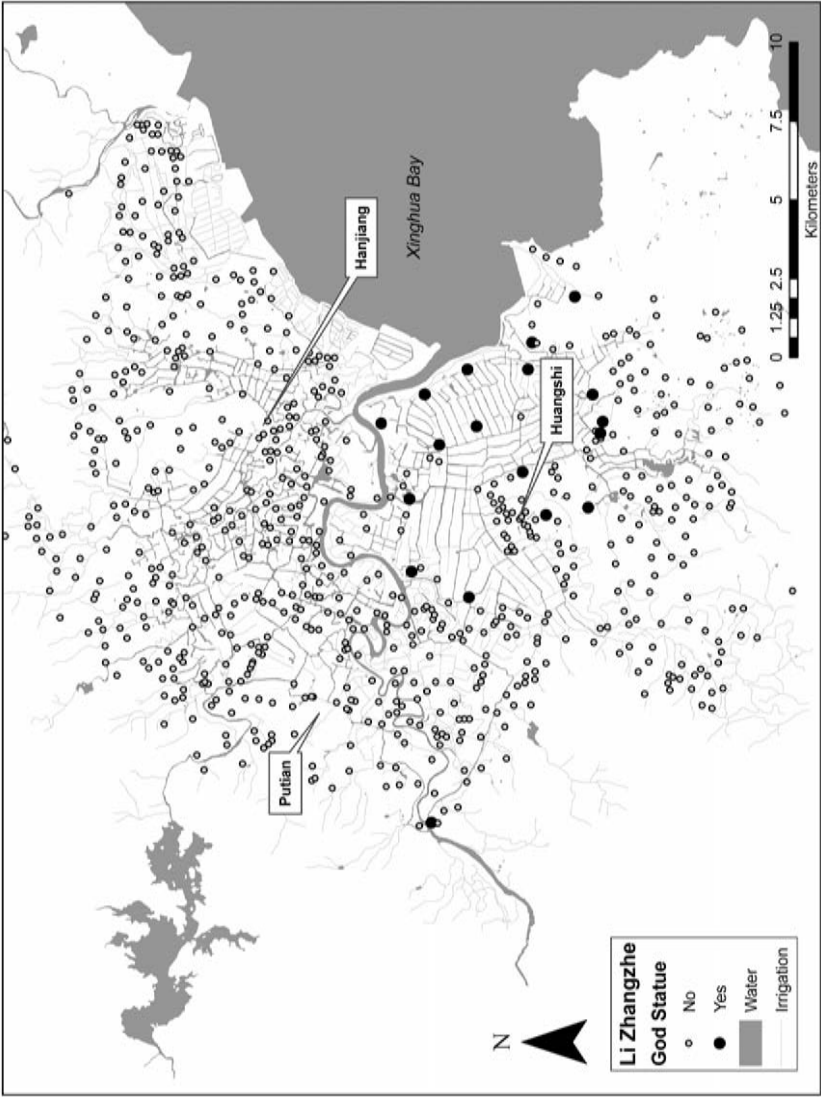 Hanjiang
Xinghua Bay
Putian
Huangshi
N
Li Zhangzhe
God Statue
No
Yes
Water
Irrigation
0 1.25 2.5 5 7.5 10
Kilometers